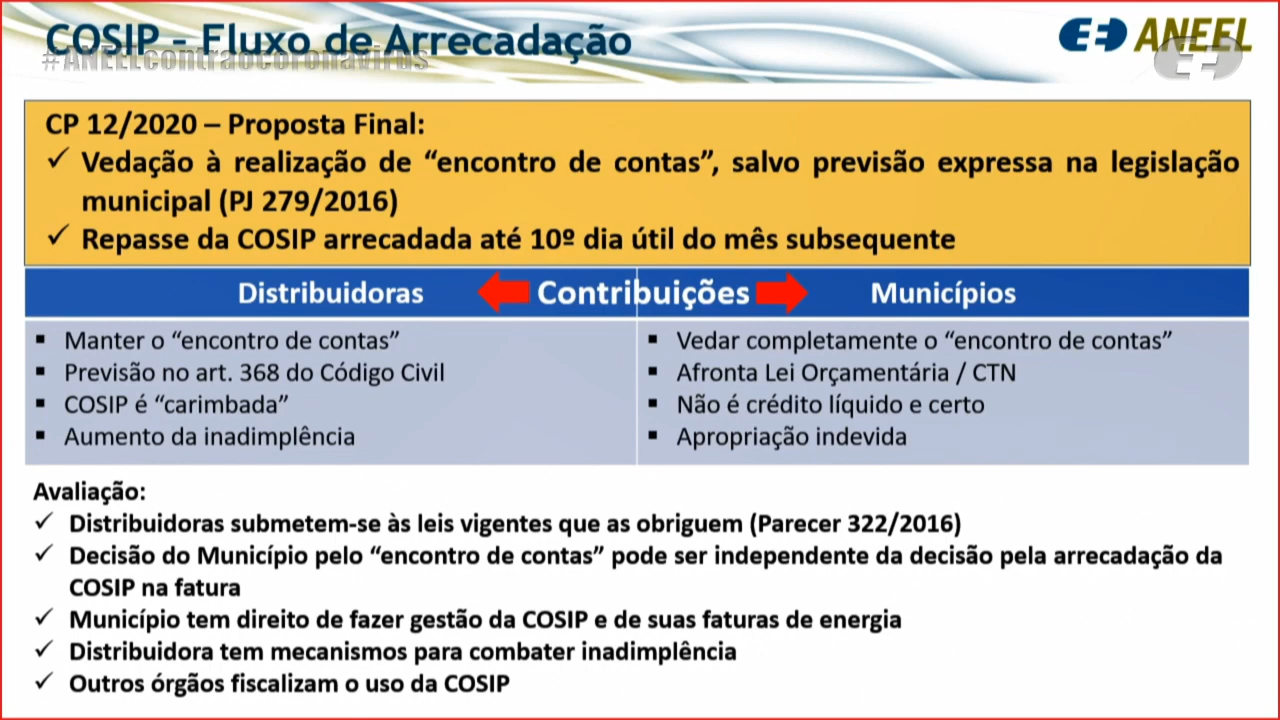 COSIP - Fluxo de Arrecadação
#ANEELcontraocoronavirus
ANEEL
CP 12/2020 – Proposta Final:
✓ Vedação à realização de “encontro de contas”, salvo previsão expressa na legislação
municipal (PJ 279/2016)
✓ Repasse da COSIP arrecadada até 10º dia útil do mês subsequente
Distribuidoras Contribuições Municípios
▪ Manter o “encontro de contas”
▪ Previsão no art. 368 do Código Civil
▪ COSIP é “carimbada”
▪ Aumento da inadimplência
▪ Vedar completamente o “encontro de contas”
▪ Afronta Lei Orçamentária / CTN
▪ Não é crédito líquido e certo
▪ Apropriação indevida
Avaliação:
✓ Distribuidoras submetem-se às leis vigentes que as obriguem (Parecer 322/2016)
✓ Decisão do Município pelo “encontro de contas” pode ser independente da decisão pela arrecadação da
COSIP na fatura
✓ Município tem direito de fazer gestão da COSIP e de suas faturas de energia
✓ Distribuidora tem mecanismos para combater inadimplência
✓ Outros órgãos fiscalizam o uso da COSIP